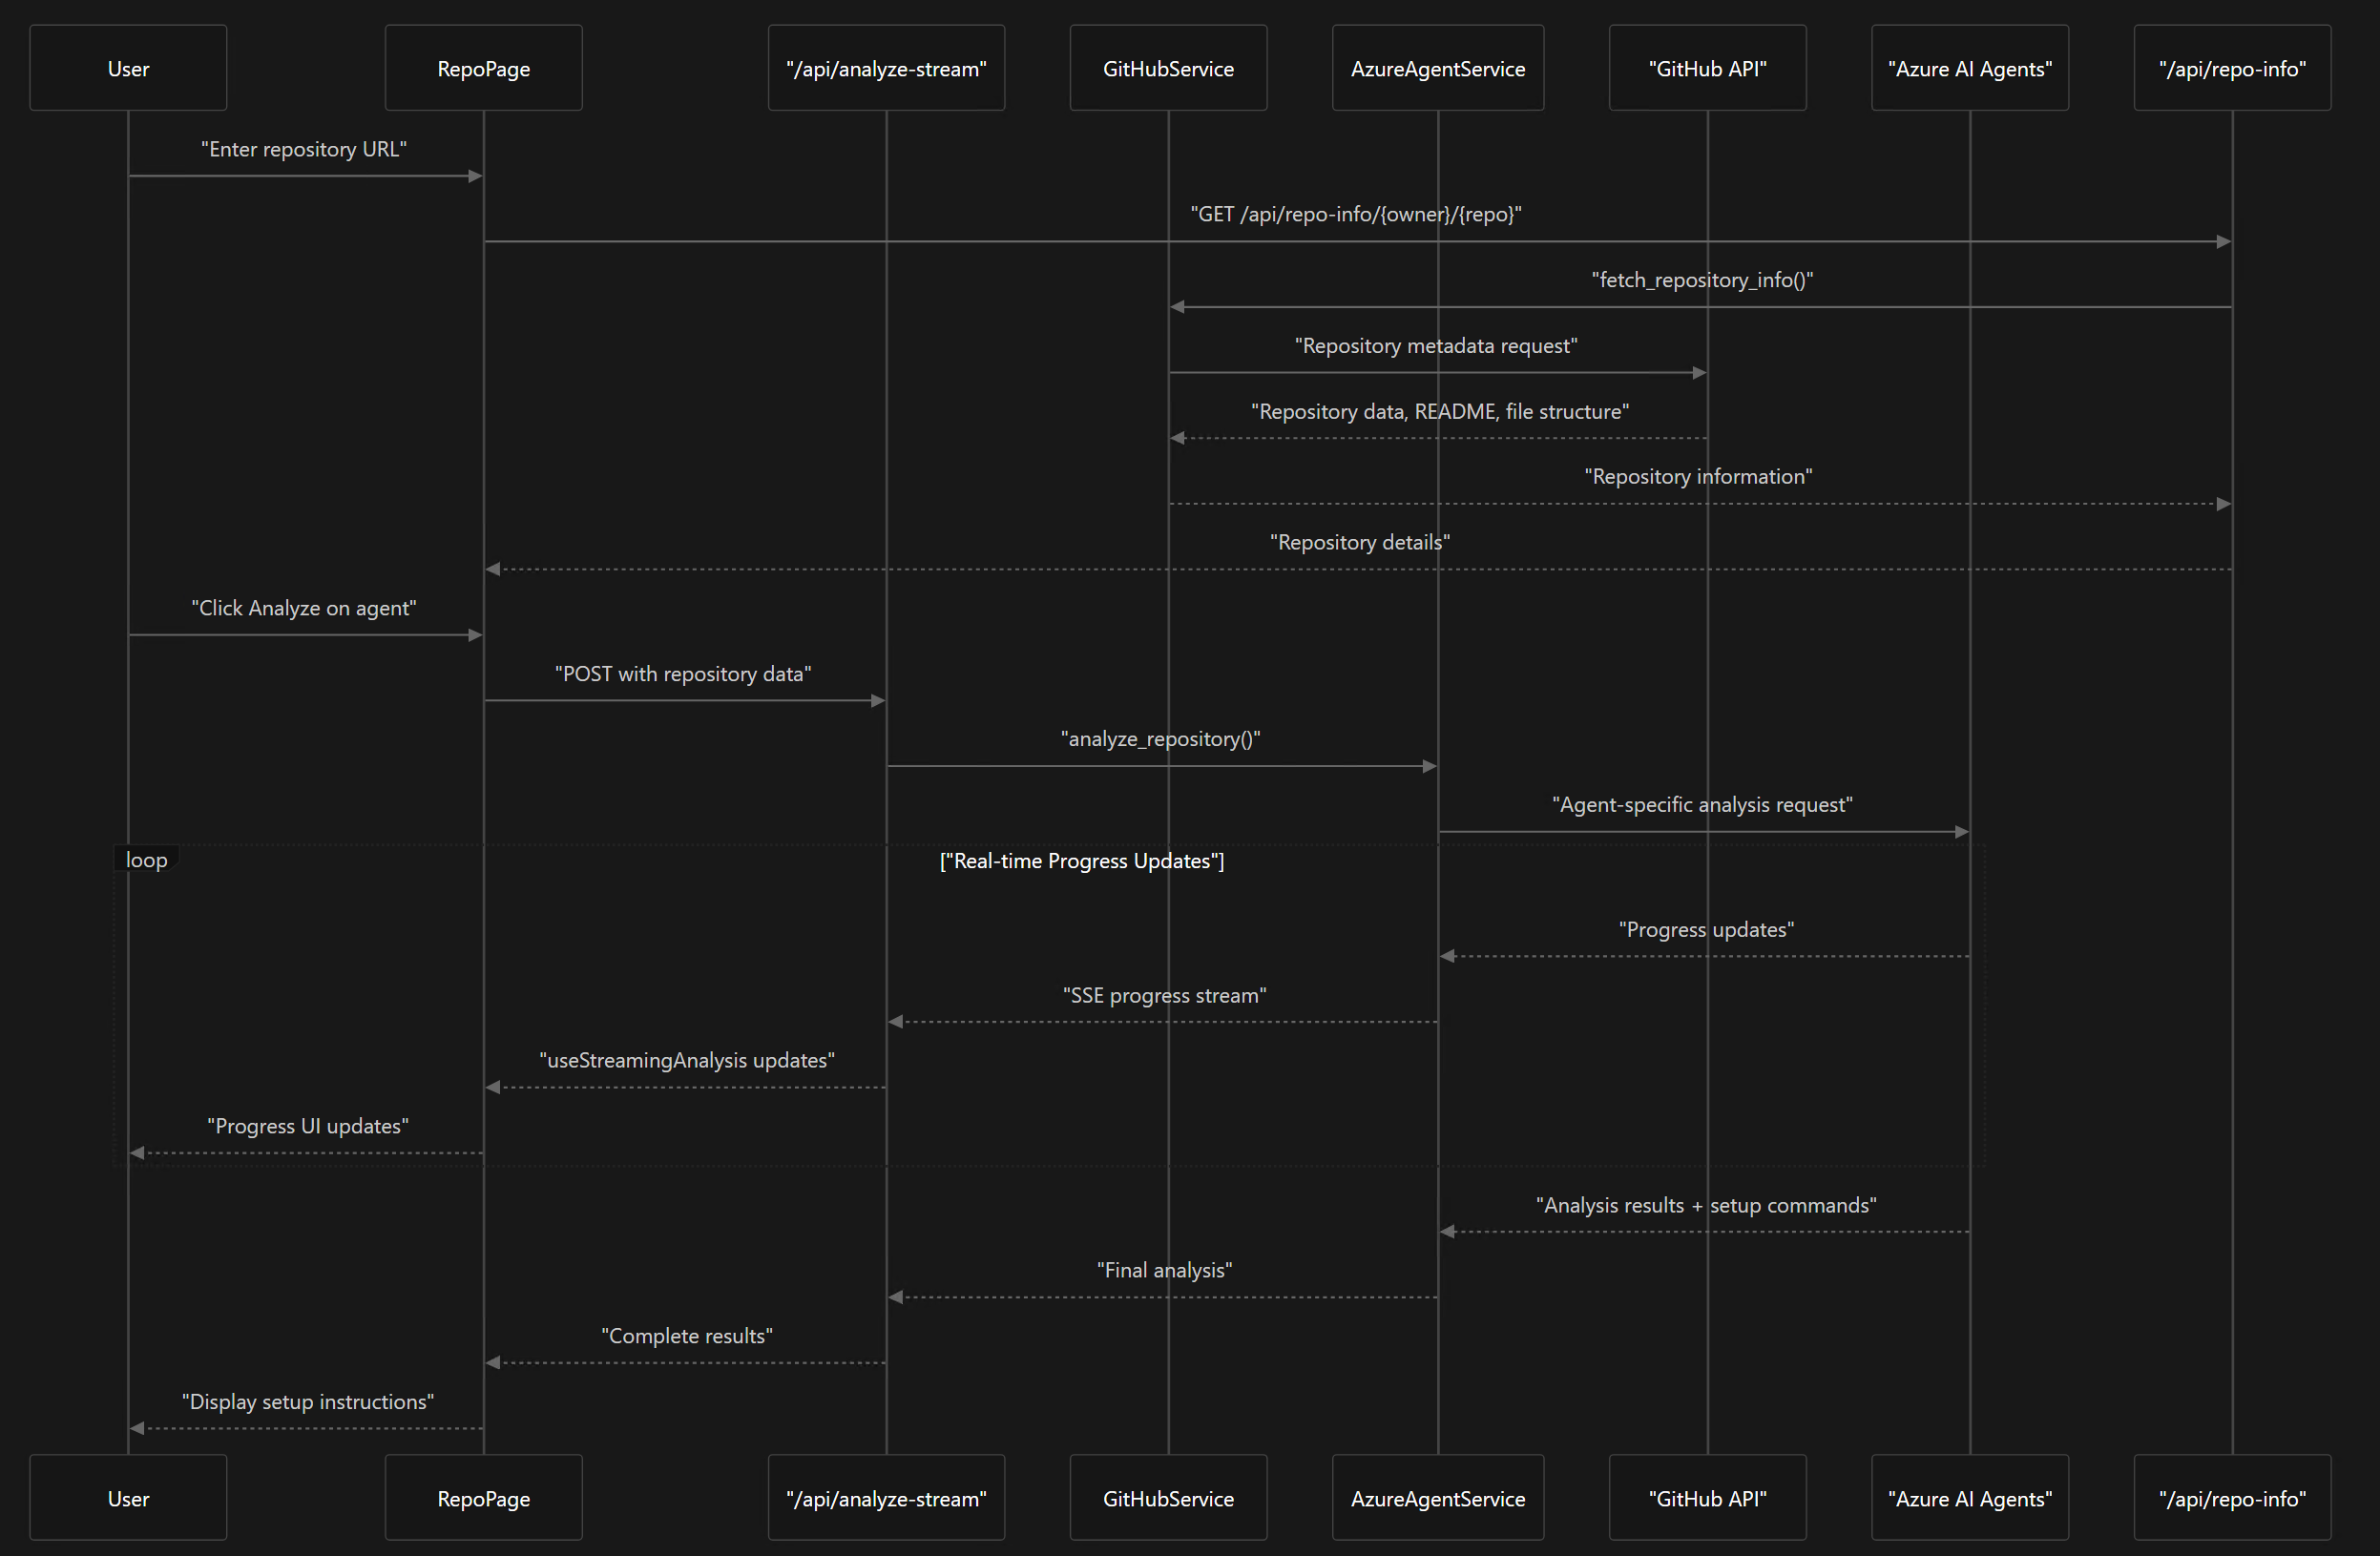 User
RepoPage
"/api/analyze-stream"
GitHubService
AzureAgentService
"GitHub API"
"Azure AI Agents"
"/api/repo-info"
"Enter repository URL"
"GET /api/repo-info/{owner}/{repo}"
"fetch_repository_info()"
"Repository metadata request"
"Repository data, README, file structure"
"Repository information"
"Repository details"
"Click Analyze on agent"
"POST with repository data"
"analyze_repository()"
"Agent-specific analysis request"
loop
["Real-time Progress Updates"]
"Progress updates"
"SSE progress stream"
"useStreamingAnalysis updates"
"Progress UI updates"
"Analysis results + setup commands"
"Final analysis"
"Complete results"
"Display setup instructions"
User
RepoPage
"/api/analyze-stream"
GitHubService
AzureAgentService
"GitHub API"
"Azure AI Agents"
"/api/repo-info"